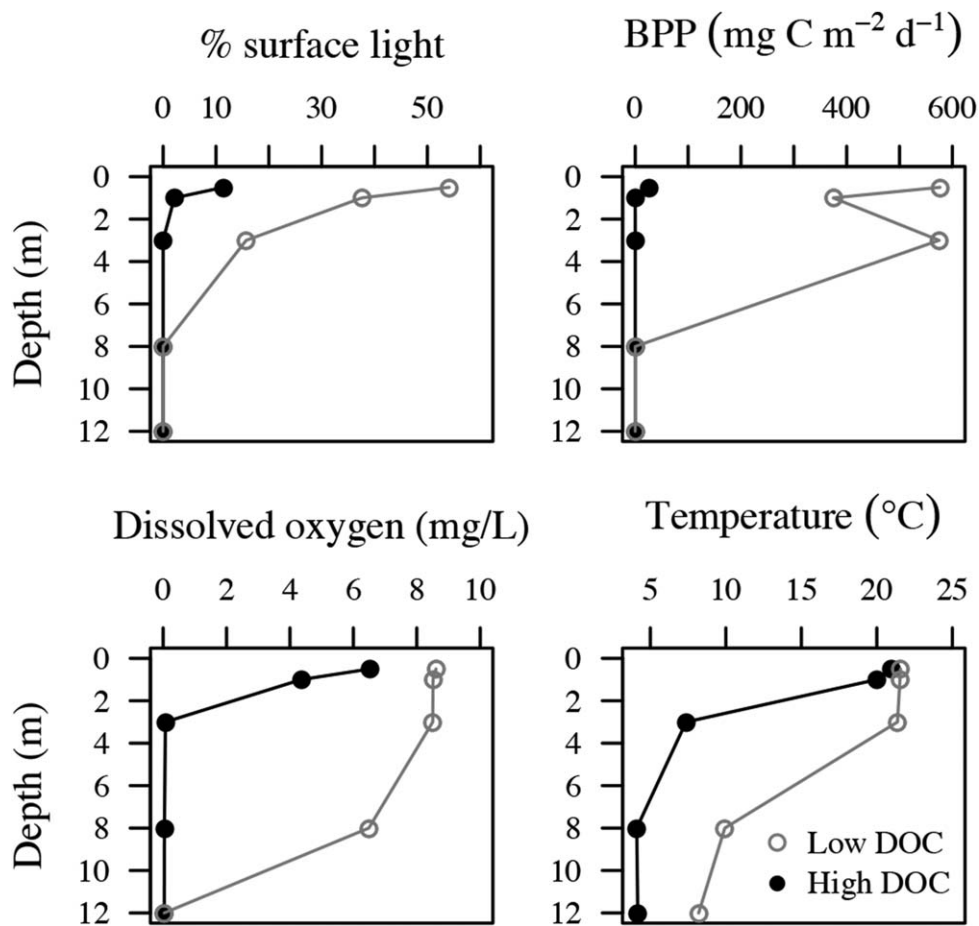 % surface light
0 10 30 50
Depth (m)
0
2
4
6
8
10
12
BPP (mg C m⁻² d⁻¹)
0 200 400 600
0
2
4
6
8
10
12
Dissolved oxygen (mg/L)
0 2 4 6 8 10
Depth (m)
0
2
4
6
8
10
12
Temperature (°C)
5 10 15 20 25
0
2
4
6
8
10
12
Low DOC
High DOC